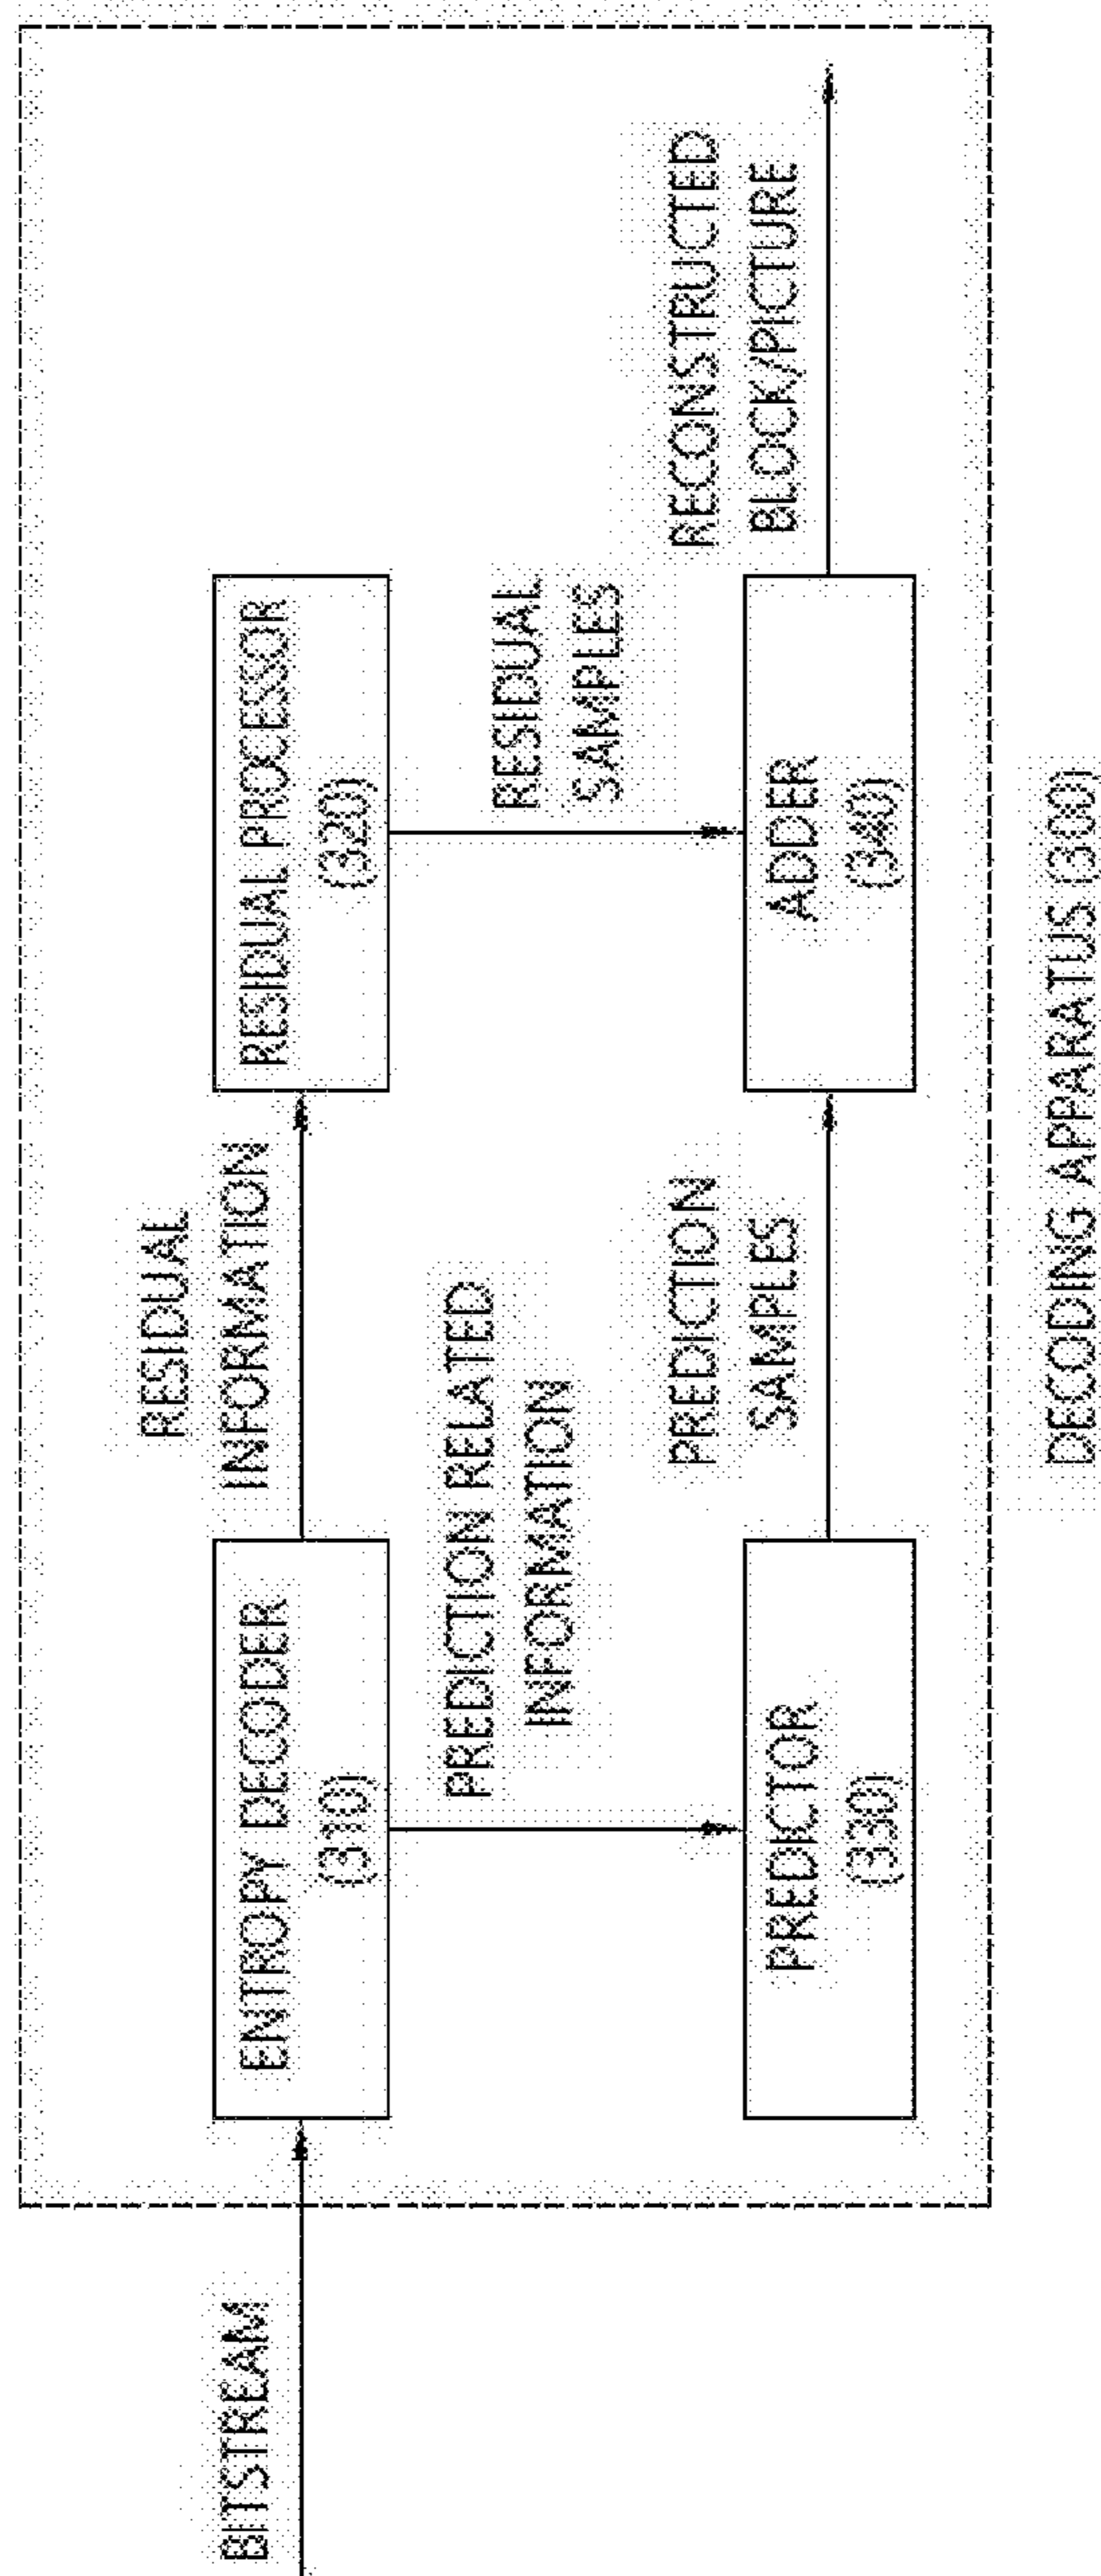 BITSTREAM
ENTROPY DECODER
(310)
RESIDUAL
INFORMATION
RESIDUAL PROCESSOR
(320)
PREDICTION RELATED
INFORMATION
RESIDUAL
SAMPLES
PREDICTOR
(330)
PREDICTION
SAMPLES
ADDER
(340)
RECONSTRUCTED
BLOCK/PICTURE
DECODING APPARATUS (300)